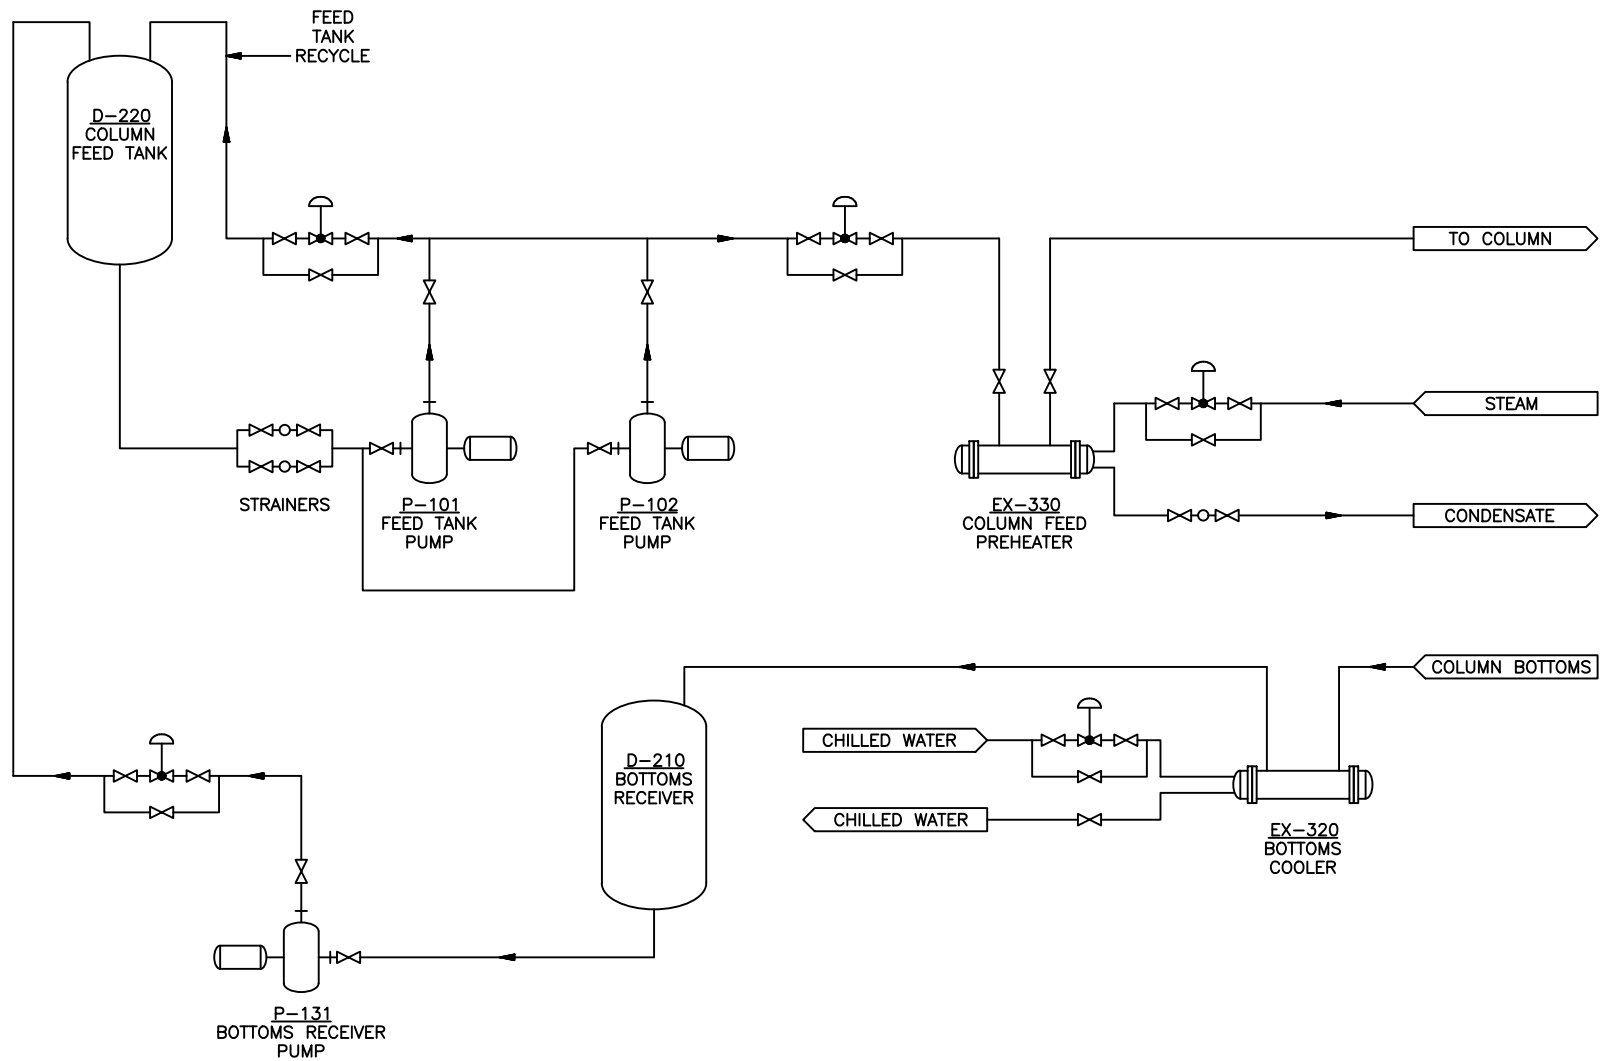 FEED
TANK
RECYCLE
D-220
COLUMN
FEED TANK
TO COLUMN
STEAM
STRAINERS
P-101
FEED TANK
PUMP
P-102
FEED TANK
PUMP
EX-330
COLUMN FEED
PREHEATER
CONDENSATE
COLUMN BOTTOMS
CHILLED WATER
D-210
BOTTOMS
RECEIVER
CHILLED WATER
EX-320
BOTTOMS
COOLER
P-131
BOTTOMS RECEIVER
PUMP